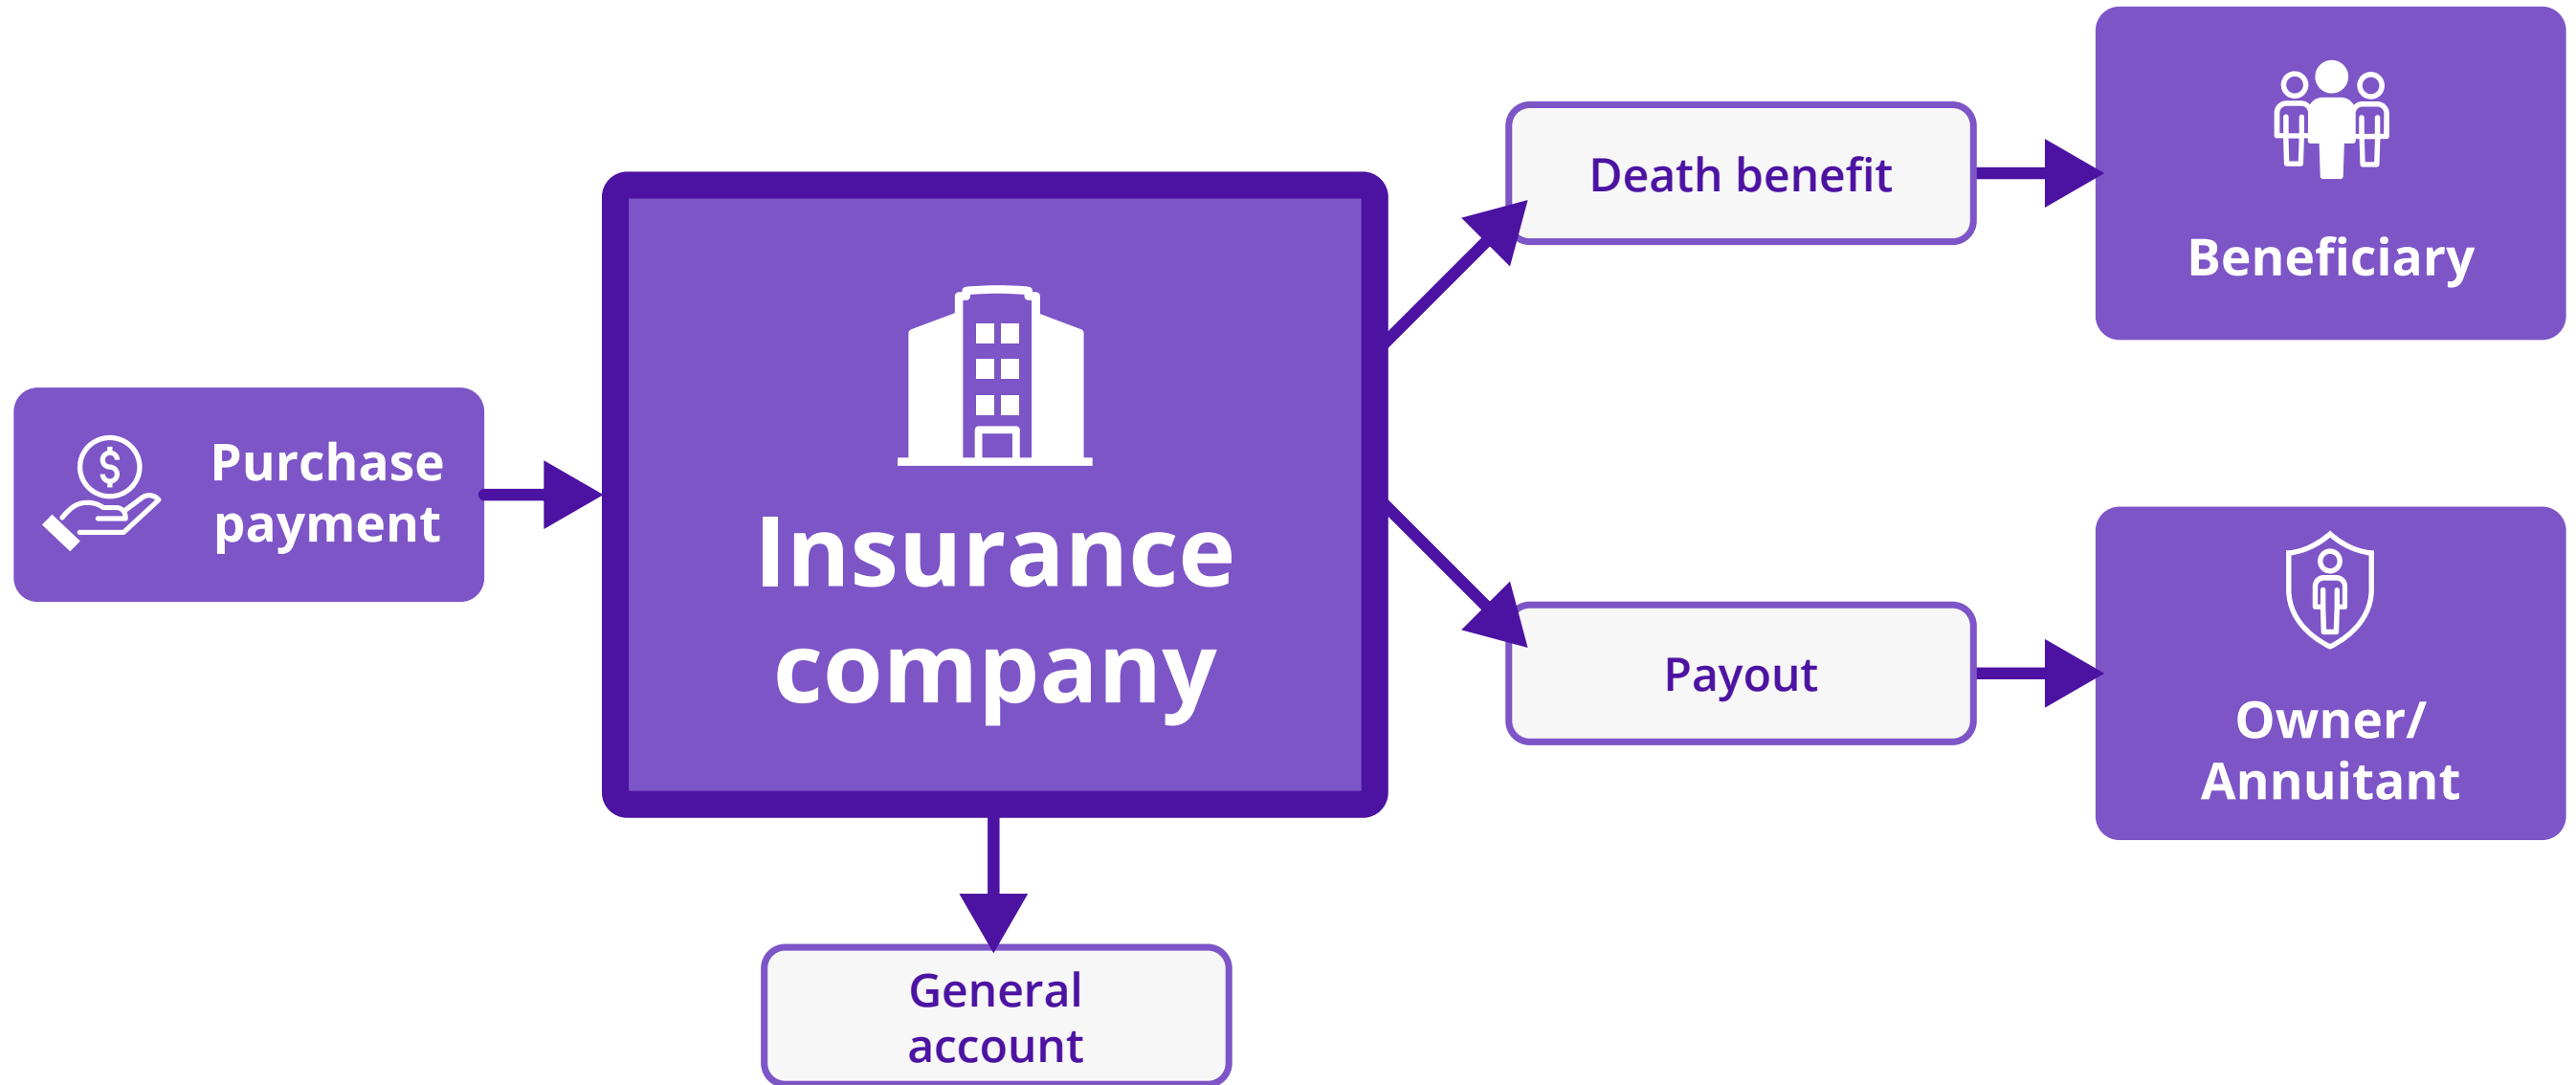 Purchase
payment
$
Insurance
company
General
account
Death benefit
Beneficiary
Payout
Owner/
Annuitant